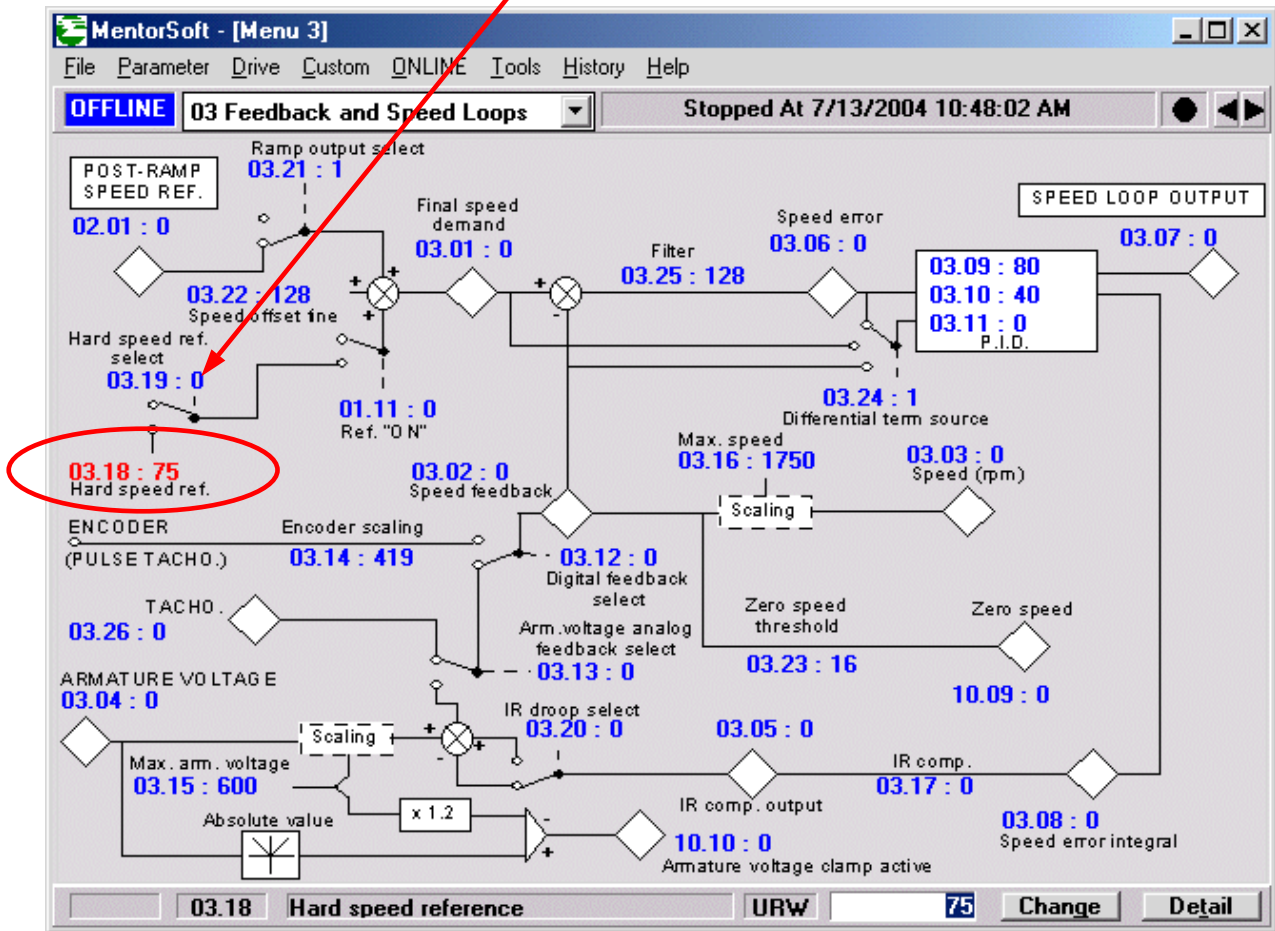 MentorSoft - [Menu 3]
File Parameter Drive Custom ONLINE Tools History Help
OFFLINE 03 Feedback and Speed Loops Stopped At 7/13/2004 10:48:02 AM
POST-RAMP
SPEED REF.
02.01 : 0
Ramp output select
03.21 : 1
Final speed
demand
03.01 : 0
Filter
03.25 : 128
Speed error
03.06 : 0
SPEED LOOP OUTPUT
03.07 : 0
03.09 : 80
03.10 : 40
03.11 : 0
P.I.D.
03.22 : 128
Speed offset fine
Hard speed ref.
select
03.19 : 0
01.11 : 0
Ref. "ON"
03.24 : 1
Differential term source
03.18 : 75
Hard speed ref.
03.02 : 0
Speed feedback
Max. speed
03.16 : 1750
Scaling
03.03 : 0
Speed (rpm)
ENCODER
(PULSE TACHO.)
Encoder scaling
03.14 : 419
03.12 : 0
Digital feedback
select
TACHO.
03.26 : 0
Arm.voltage analog
feedback select
03.13 : 0
Zero speed
threshold
03.23 : 16
Zero speed
10.09 : 0
ARMATURE VOLTAGE
03.04 : 0
Scaling
IR droop select
03.20 : 0
03.05 : 0
IR comp. output
IR comp.
03.17 : 0
03.08 : 0
Speed error integral
Max. arm. voltage
03.15 : 600
Absolute value
x 1.2
10.10 : 0
Armature voltage clamp active
03.18 Hard speed reference URW 75 Change Detail